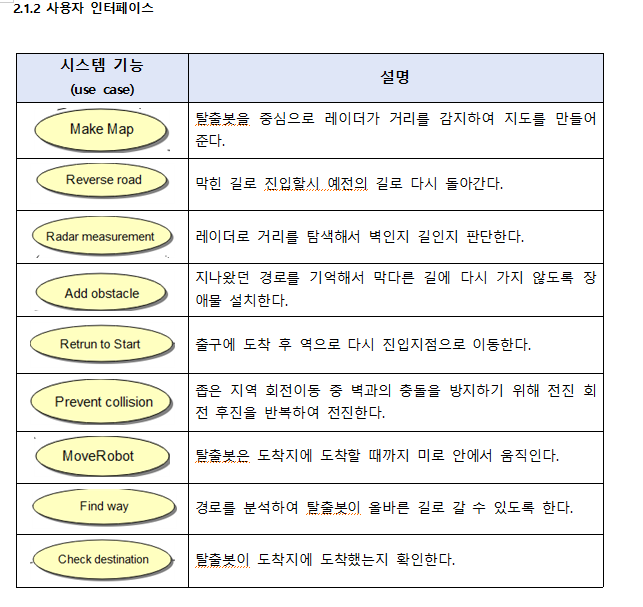 2.1.2 사용자 인터페이스
시스템 기능
(use case)
설명
Make Map
탈출봇을 중심으로 레이더가 거리를 감지하여 지도를 만들어
준다.
Reverse road
막힌 길로 진입할시 예전의 길로 다시 돌아간다.
Radar measurement
레이더로 거리를 탐색해서 벽인지 길인지 판단한다.
Add obstacle
지나왔던 경로를 기억해서 막다른 길에 다시 가지 않도록 장
애물 설치한다.
Retrun to Start
출구에 도착 후 역으로 다시 진입지점으로 이동한다.
Prevent collision
좁은 지역 회전이동 중 벽과의 충돌을 방지하기 위해 전진 회
전 후진을 반복하여 전진한다.
MoveRobot
탈출봇은 도착지에 도착할 때까지 미로 안에서 움직인다.
Find way
경로를 분석하여 탈출봇이 올바른 길로 갈 수 있도록 한다.
Check destination
탈출봇이 도착지에 도착했는지 확인한다.